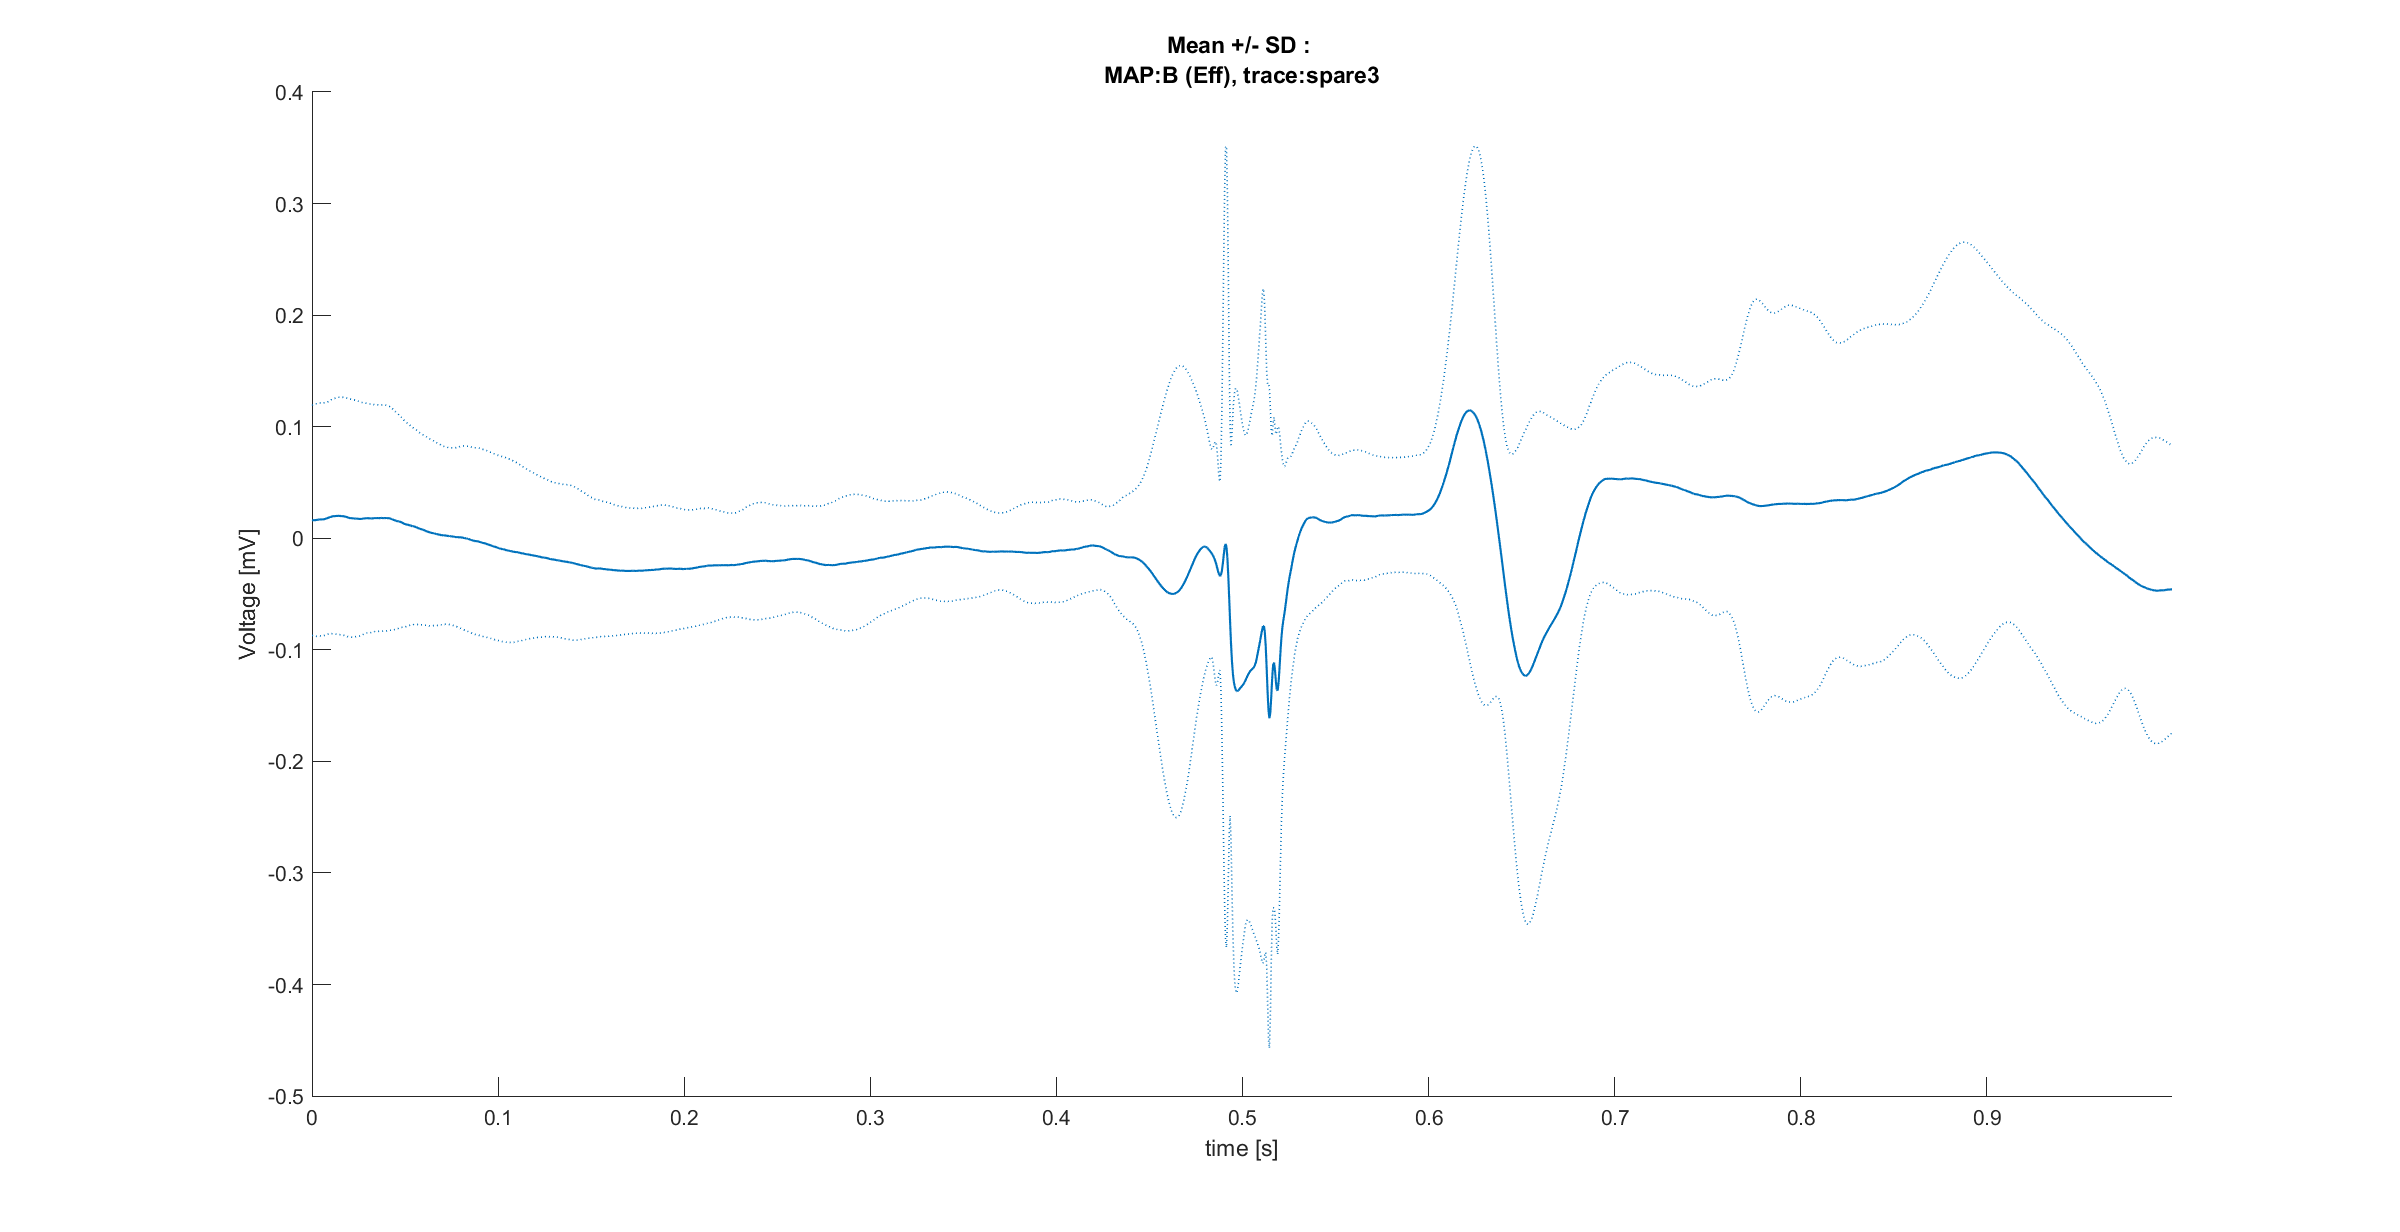 Mean +/- SD :
MAP:B (Eff), trace:spare3
0.4
0.3
0.2
0.1
0
-0.1
-0.2
-0.3
-0.4
-0.5
Voltage [mV]
0 0.1 0.2 0.3 0.4 0.5 0.6 0.7 0.8 0.9
time [s]